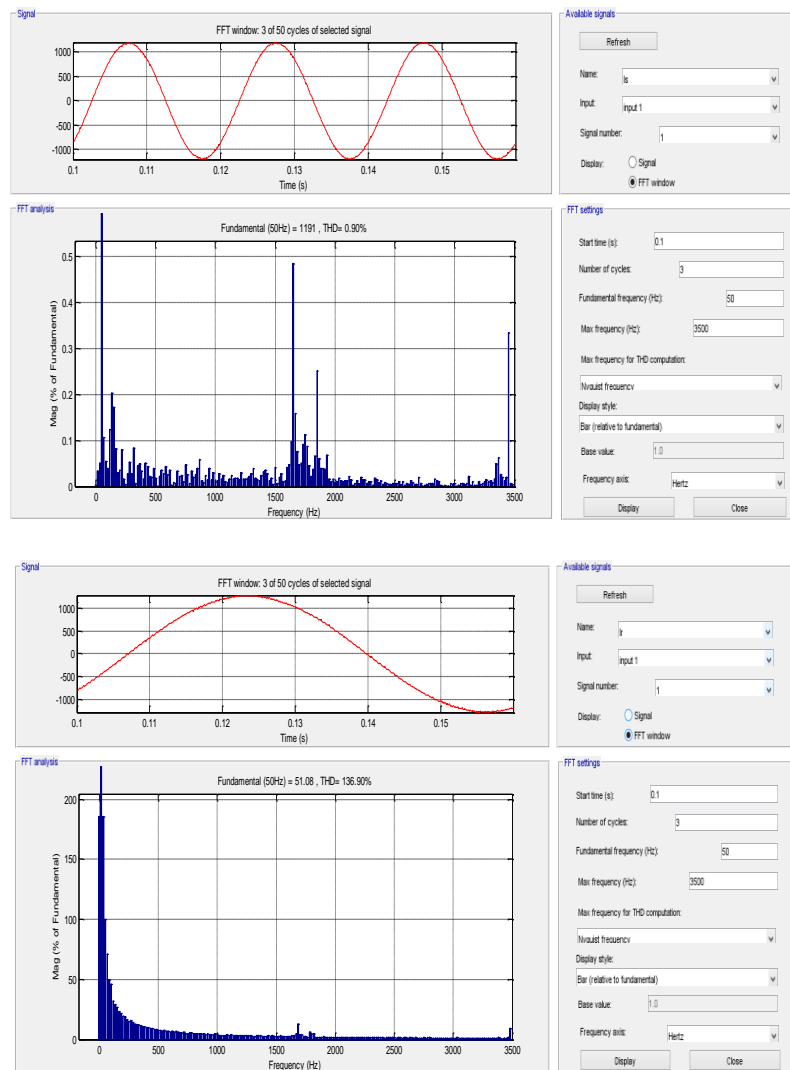 Signal
FFT window: 3 of 50 cycles of selected signal
1000
500
0
-500
-1000
0.1 0.11 0.12 0.13 0.14 0.15
Time (s)
Available signals
Refresh
Name: Is
Input: input 1
Signal number: 1
Display: Signal
FFT window
FFT analysis
Fundamental (50Hz) = 1191 , THD= 0.90%
Mag (% of Fundamental)
0.5
0.4
0.3
0.2
0.1
0
0 500 1000 1500 2000 2500 3000 3500
Frequency (Hz)
FFT settings
Start time (s): 0.1
Number of cycles: 3
Fundamental frequency (Hz): 50
Max frequency (Hz): 3500
Max frequency for THD computation:
Nyquist frequency
Display style:
Bar (relative to fundamental)
Base value: 1.0
Frequency axis: Hertz
Display Close
Signal
FFT window: 3 of 50 cycles of selected signal
1000
500
0
-500
-1000
0.1 0.11 0.12 0.13 0.14 0.15
Time (s)
Available signals
Refresh
Name: Ir
Input: input 1
Signal number: 1
Display: Signal
FFT window
FFT analysis
Fundamental (50Hz) = 51.08 , THD= 136.90%
Mag (% of Fundamental)
200
150
100
50
0
0 500 1000 1500 2000 2500 3000 3500
Frequency (Hz)
FFT settings
Start time (s): 0.1
Number of cycles: 3
Fundamental frequency (Hz): 50
Max frequency (Hz): 3500
Max frequency for THD computation:
Nyquist frequency
Display style:
Bar (relative to fundamental)
Base value: 1.0
Frequency axis: Hertz
Display Close